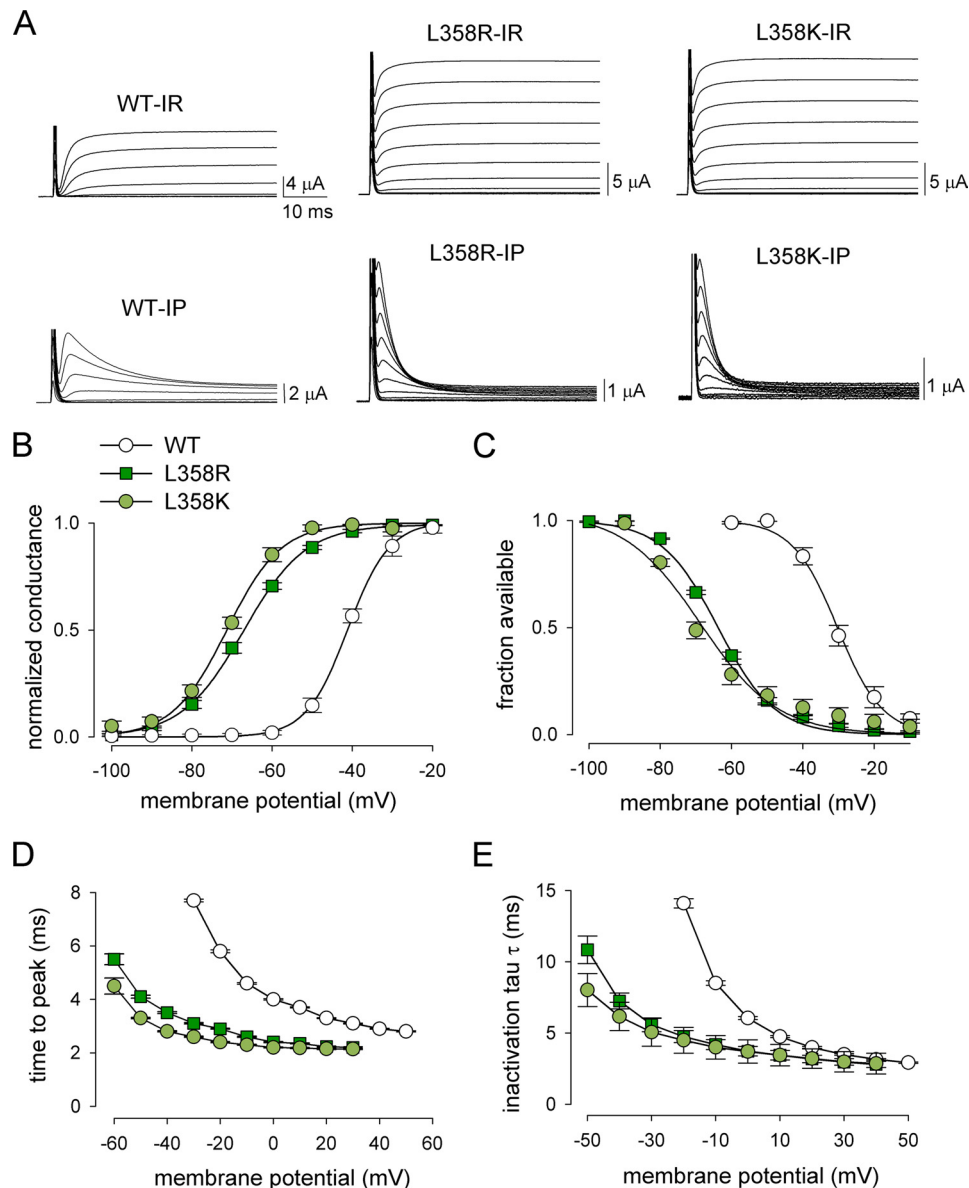 A
WT-IR
L358R-IR
L358K-IR
4 µA
10 ms
5 µA
5 µA
WT-IP
L358R-IP
L358K-IP
2 µA
1 µA
1 µA
B
WT
L358R
L358K
normalized conductance
1.0
0.5
0.0
-100 -80 -60 -40 -20
membrane potential (mV)
C
fraction available
1.0
0.5
0.0
-100 -80 -60 -40 -20
membrane potential (mV)
D
time to peak (ms)
8
6
4
2
0
-60 -40 -20 0 20 40 60
membrane potential (mV)
E
inactivation tau τ (ms)
15
10
5
0
-50 -30 -10 10 30 50
membrane potential (mV)